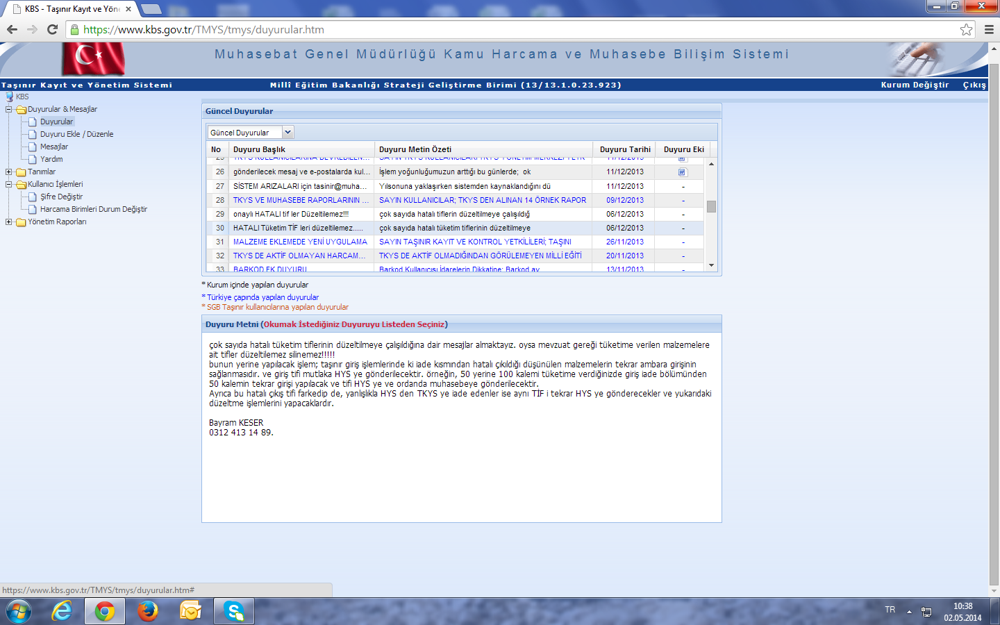 KBS - Taşınır Kayıt ve Yön
https://www.kbs.gov.tr/TMYS/tmys/duyurular.htm
Muhasebat Genel Müdürlüğü Kamu Harcama ve Muhasebe Bilişim Sistemi
Taşınır Kayıt ve Yönetim Sistemi
Millî Eğitim Bakanlığı Strateji Geliştirme Birimi (13/13.1.0.23.923)
Kurum Değiştir Çıkış
KBS
Duyurular & Mesajlar
Duyurular
Duyuru Ekle / Düzenle
Mesajlar
Yardım
Tanımlar
Kullanıcı İşlemleri
Şifre Değiştir
Harcama Birimleri Durum Değiştir
Yönetim Raporları
Güncel Duyurular
Güncel Duyurular
No Duyuru Başlık Duyuru Metin Özeti Duyuru Tarihi Duyuru Eki
26 gönderilecek mesaj ve e-postalarda kul... İşlem yoğunluğumuzun arttığı bu günlerde; ok 11/12/2013
27 SİSTEM ARIZALARI için tasinir@muha... Yılsonuna yaklaşırken sistemden kaynaklandığını dü 11/12/2013 -
28 TKYS VE MUHASEBE RAPORLARININ ... SAYIN KULLANICILAR; TKYS DEN ALINAN 14 ÖRNEK RAPOR 09/12/2013 -
29 onaylı HATALI tif ler Düzeltilemez!!!! çok sayıda hatalı tiflerin düzeltilmeye çalışıldığ 06/12/2013 -
30 HATALI Tüketim TİF leri düzeltilemez..... çok sayıda hatalı tüketim tiflerinin düzeltilmeye 06/12/2013 -
31 MALZEME EKLEMEDE YENİ UYGULAMA SAYIN TAŞINIR KAYIT VE KONTROL YETKİLİLERİ; TAŞINI 26/11/2013 -
32 TKYS DE AKTİF OLMAYAN HARCAM... TKYS DE AKTİF OLMADIĞINDAN GÖRÜLEMEYEN MİLLİ EĞİTİ 20/11/2013 -
33 BARKOD EK DUYURU Barkod Kullanıcısı İdarelerin Dikkatine; Barkod ay 13/11/2013 -
* Kurum içinde yapılan duyurular
* Türkiye çapında yapılan duyurular
* SGB Taşınır kullanıcılarına yapılan duyurular
Duyuru Metni (Okumak İstediğiniz Duyuruyu Listeden Seçiniz)
çok sayıda hatalı tüketim tiflerinin düzeltilmeye çalışıldığına dair mesajlar almaktayız. oysa mevzuat gereği tüketime verilen malzemelere
ait tifler düzeltilemez silinemez!!!!!
bunun yerine yapılacak işlem; taşınır giriş işlemlerinde ki iade kısmından hatalı çıkıldığı düşünülen malzemelerin tekrar ambara girişinin
sağlanmasıdır. ve giriş tifi mutlaka HYS ye gönderilecektir. örneğin, 50 yerine 100 kalemi tüketime verdiğinizde giriş iade bölümünden
50 kalemin tekrar girişi yapılacak ve tifi HYS ye ve ordanda muhasebeye gönderilecektir.
Ayrıca bu hatalı çıkış tifi farkedip de, yanlışlıkla HYS den TKYS ye iade edenler ise aynı TİF i tekrar HYS ye gönderecekler ve yukarıdaki
düzeltme işlemlerini yapacaklardır.
Bayram KESER
0312 413 14 89.
https://www.kbs.gov.tr/TMYS/tmys/duyurular.htm#
TR
10:38
02.05.2014